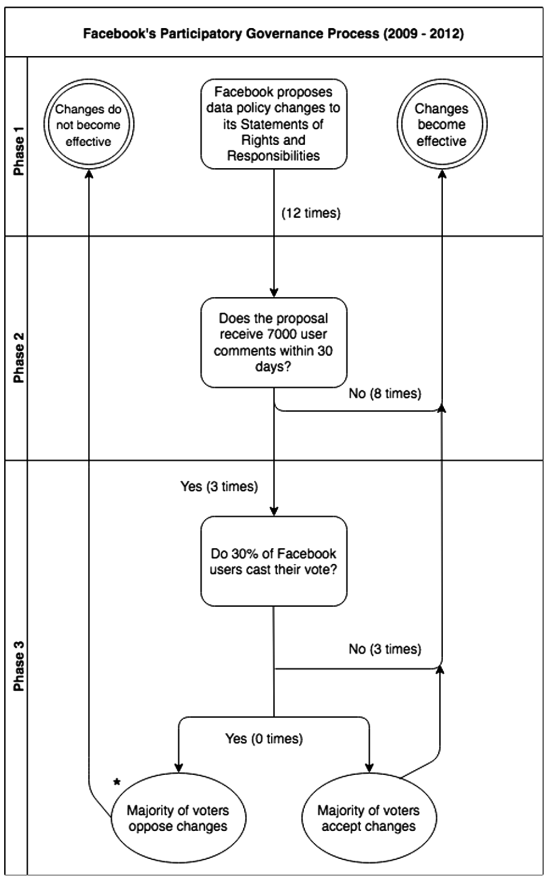 Facebook's Participatory Governance Process (2009 - 2012)
Phase 1
Changes do
not become
effective
Facebook proposes
data policy changes to
its Statements of
Rights and
Responsibilities
Changes
become
effective
(12 times)
Phase 2
Does the proposal
receive 7000 user
comments within 30
days?
No (8 times)
Phase 3
Yes (3 times)
Do 30% of Facebook
users cast their vote?
No (3 times)
Yes (0 times)
*
Majority of voters
oppose changes
Majority of voters
accept changes